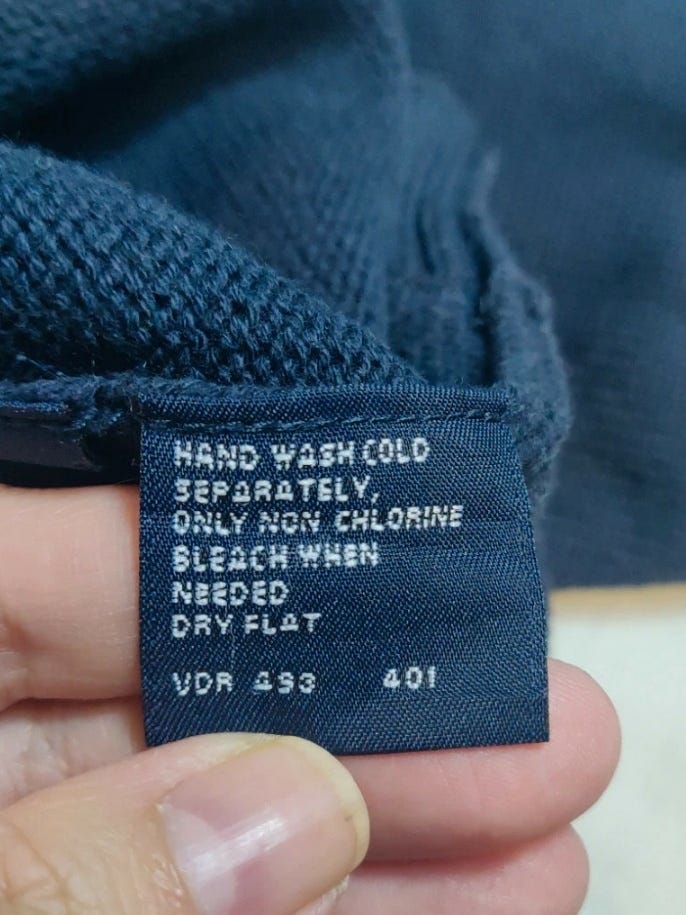 HAND WASH COLD
SEPARATELY,
ONLY NON CHLORINE
BLEACH WHEN
NEEDED
DRY FLAT
VDR 493 401